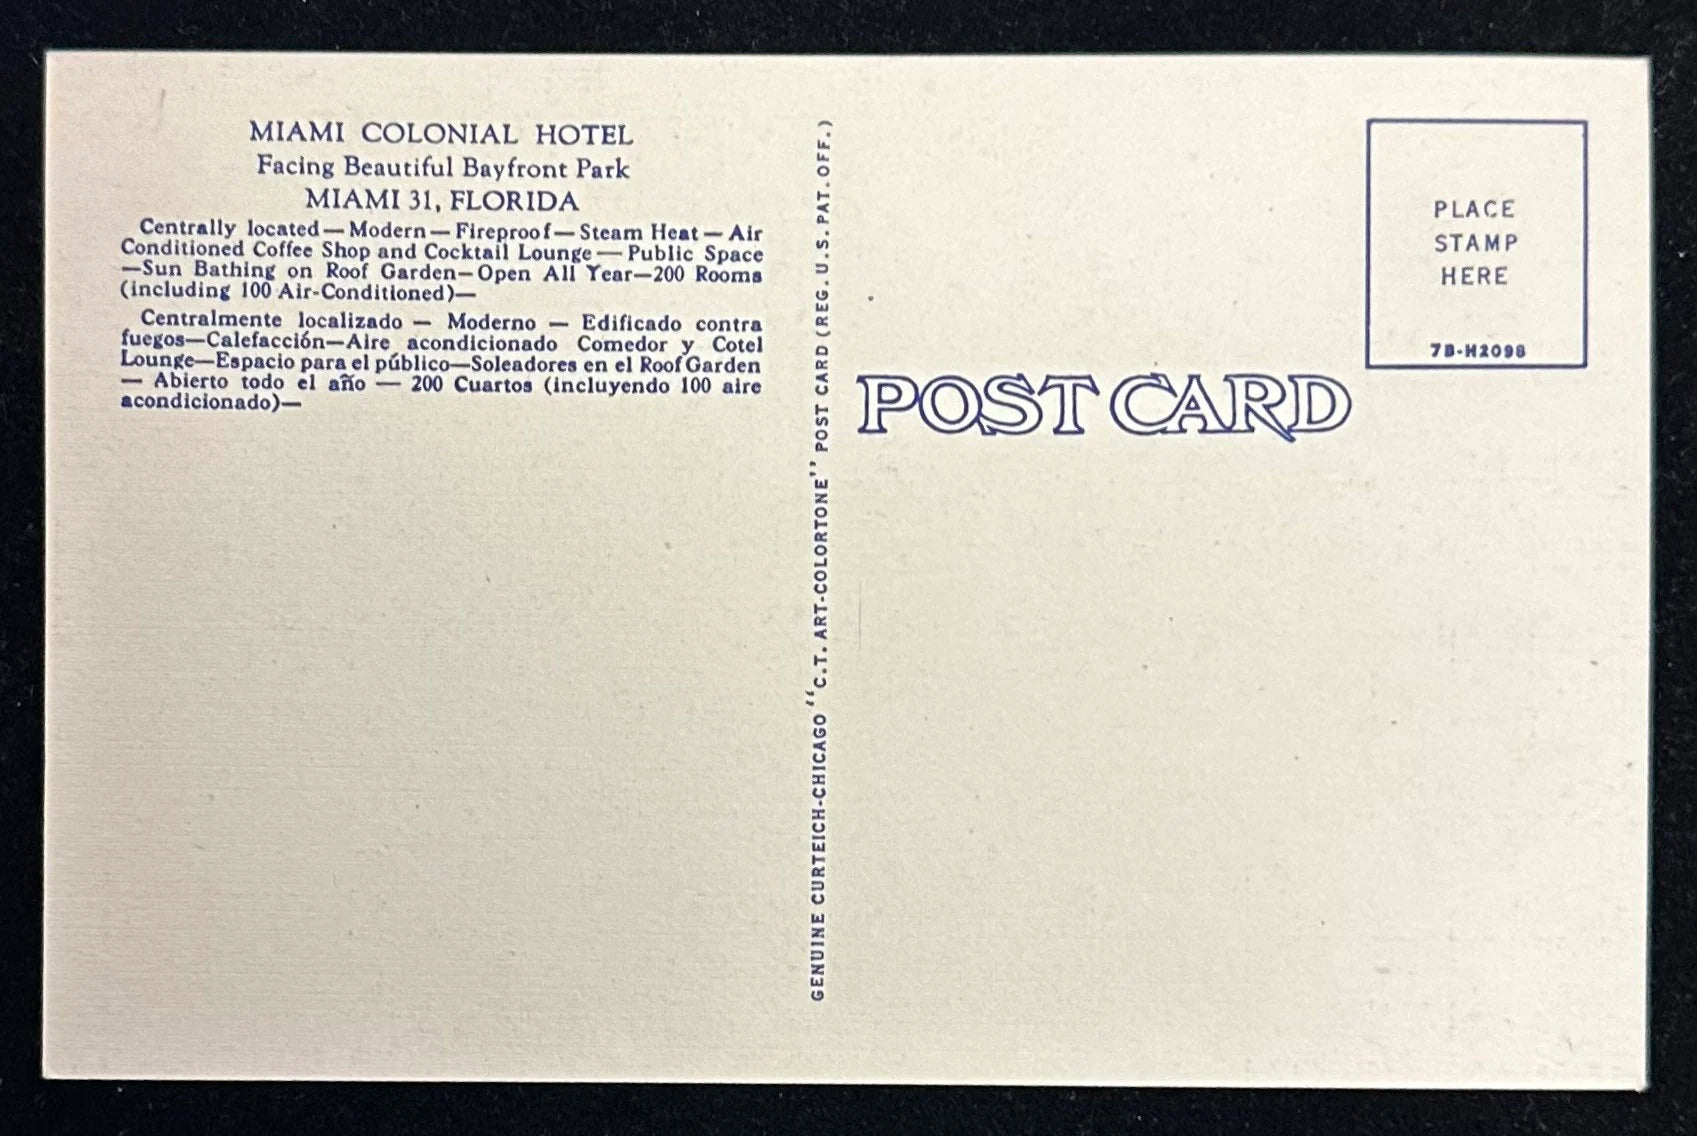 MIAMI COLONIAL HOTEL
Facing Beautiful Bayfront Park
MIAMI 31, FLORIDA
Centrally located — Modern — Fireproof — Steam Heat — Air
Conditioned Coffee Shop and Cocktail Lounge — Public Space
—Sun Bathing on Roof Garden—Open All Year—200 Rooms
(including 100 Air-Conditioned)—
Centralmente localizado — Moderno — Edificado contra
fuegos—Calefacción—Aire acondicionado Comedor y Cotel
Lounge—Espacio para el público—Soleadores en el Roof Garden
— Abierto todo el año — 200 Cuartos (incluyendo 100 aire
acondicionado)—
GENUINE CURTEICH-CHICAGO "C.T. ART-COLORTONE" POST CARD (REG. U.S. PAT. OFF.)
POST CARD
PLACE
STAMP
HERE
7B-H2098